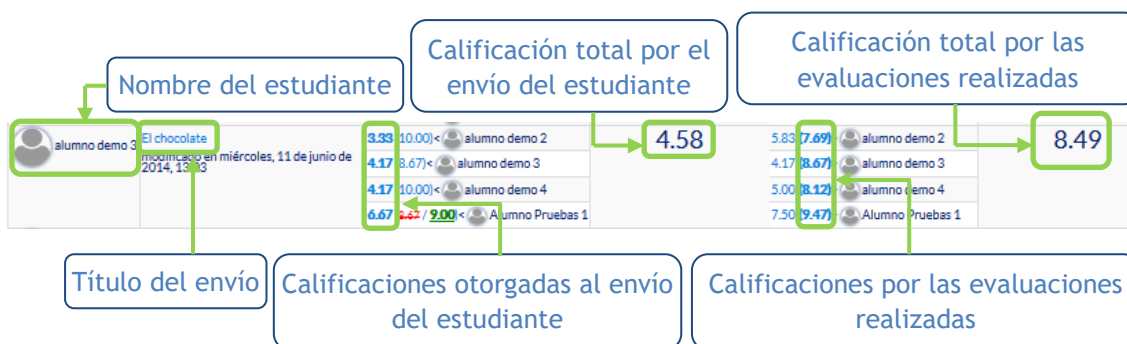 Nombre del estudiante
Calificación total por el
envío del estudiante
Calificación total por las
evaluaciones realizadas
alumno demo 3
El chocolate
modificado en miércoles, 11 de junio de
2014,
3.33 (10.00)< alumno demo 2
4.17 (8.67)< alumno demo 3
4.17 (10.00)< alumno demo 4
6.67 / 9.00)< Alumno Pruebas 1
4.58
5.83 (7.69)> alumno demo 2
4.17 (8.67)> alumno demo 3
5.00 (8.12)> alumno demo 4
7.50 (9.47)> Alumno Pruebas 1
8.49
Título del envío
Calificaciones otorgadas al envío
del estudiante
Calificaciones por las evaluaciones
realizadas